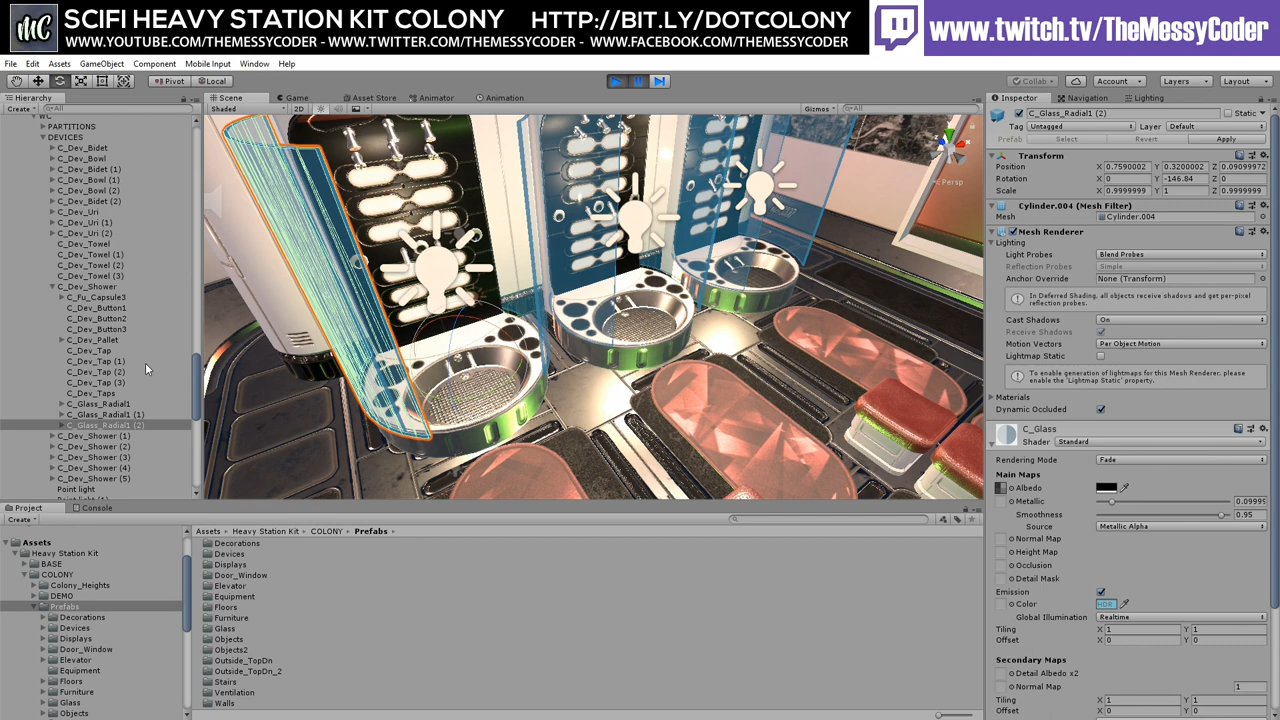 MC
SCIFI HEAVY STATION KIT COLONY HTTP://BIT.LY/DOTCOLONY
WWW.YOUTUBE.COM/THEMESSYCODER - WWW.TWITTER.COM/THEMESSYCODER - WWW.FACEBOOK.COM/THEMESSYCODER
www.twitch.tv/TheMessyCoder
File Edit Assets GameObject Component Mobile Input Window Help
Pivot Local Collab Account Layers Layout
Hierarchy Scene Game Asset Store Animator Animation Inspector Navigation Lighting
Create All Shaded 2D Gizmos All
WC
PARTITIONS
DEVICES
C_Dev_Bidet
C_Dev_Bowl
C_Dev_Bidet (1)
C_Dev_Bowl (1)
C_Dev_Bowl (2)
C_Dev_Bidet (2)
C_Dev_Uri
C_Dev_Uri (1)
C_Dev_Uri (2)
C_Dev_Towel
C_Dev_Towel (1)
C_Dev_Towel (2)
C_Dev_Towel (3)
C_Dev_Shower
C_Fu_Capsule3
C_Dev_Button1
C_Dev_Button2
C_Dev_Button3
C_Dev_Pallet
C_Dev_Tap
C_Dev_Tap (1)
C_Dev_Tap (2)
C_Dev_Tap (3)
C_Dev_Taps
C_Glass_Radial1
C_Glass_Radial1 (1)
C_Glass_Radial1 (2)
C_Dev_Shower (1)
C_Dev_Shower (2)
C_Dev_Shower (3)
C_Dev_Shower (4)
C_Dev_Shower (5)
Point light
Persp
C_Glass_Radial1 (2) Static
Tag Untagged Layer Default
Prefab Select Revert Apply
Transform
Position X 0.7590002 Y 0.3200002 Z 0.09099972
Rotation X 0 Y -146.84 Z 0
Scale X 0.9999999 Y 1 Z 0.9999999
Cylinder.004 (Mesh Filter)
Mesh Cylinder.004
Mesh Renderer
Lighting
Light Probes Blend Probes
Reflection Probes Simple
Anchor Override None (Transform)
In Deferred Shading, all objects receive shadows and get per-pixel reflection probes.
Cast Shadows On
Receive Shadows
Motion Vectors Per Object Motion
Lightmap Static
To enable generation of lightmaps for this Mesh Renderer, please enable the 'Lightmap Static' property.
Materials
Dynamic Occluded
C_Glass
Shader Standard
Rendering Mode Fade
Main Maps
Albedo
Metallic 0.09999
Smoothness 0.95
Source Metallic Alpha
Normal Map
Height Map
Occlusion
Detail Mask
Emission
Color HDR
Global Illumination Realtime
Tiling X 1 Y 1
Offset X 0 Y 0
Secondary Maps
Detail Albedo x2
Normal Map 1
Tiling X 1 Y 1
Offset X 0 Y 0
Project Console
Create
Assets
Heavy Station Kit
BASE
COLONY
Colony_Heights
DEMO
Prefabs
Decorations
Devices
Displays
Door_Window
Elevator
Equipment
Floors
Furniture
Glass
Objects
Assets Heavy Station Kit COLONY Prefabs
Decorations
Devices
Displays
Door_Window
Elevator
Equipment
Floors
Furniture
Glass
Objects
Objects2
Outside_TopDn
Outside_TopDn_2
Stairs
Ventilation
Walls